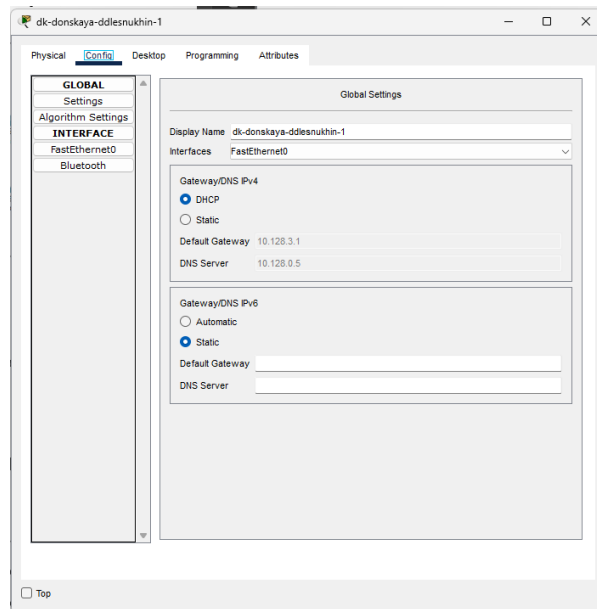 dk-donskaya-ddlesnukhin-1
Physical Config Desktop Programming Attributes
GLOBAL
Settings
Algorithm Settings
INTERFACE
FastEthernet0
Bluetooth
Global Settings
Display Name dk-donskaya-ddlesnukhin-1
Interfaces FastEthernet0
Gateway/DNS IPv4
DHCP
Static
Default Gateway 10.128.3.1
DNS Server 10.128.0.5
Gateway/DNS IPv6
Automatic
Static
Default Gateway
DNS Server
Top